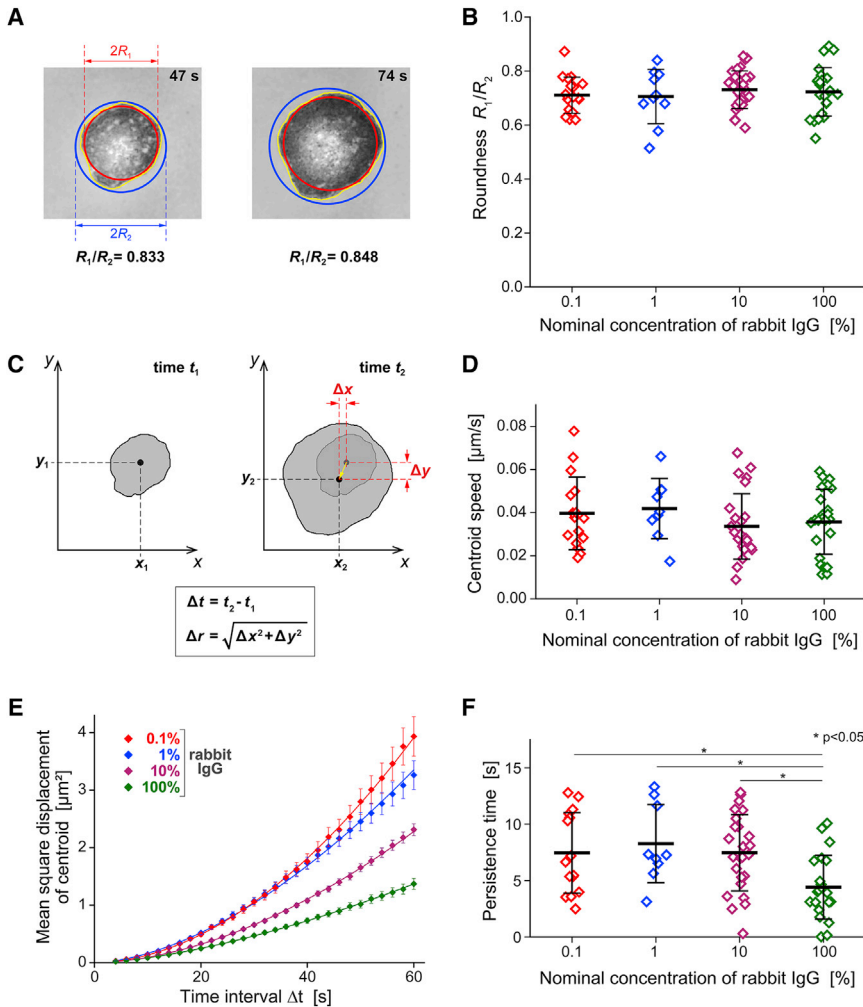 A
2R₁
47 s
74 s
2R₂
R₁/R₂= 0.833
R₁/R₂= 0.848
B
Roundness R₁/R₂
1.0
0.8
0.6
0.4
0.2
0.0
0.1 1 10 100
Nominal concentration of rabbit IgG [%]
C
y
time t₁
y₁
x₁
x
y
time t₂
Δx
Δy
y₂
x₂
x
Δt = t₂ - t₁
Δr = √Δx² + Δy²
D
Centroid speed [µm/s]
0.08
0.06
0.04
0.02
0.00
0.1 1 10 100
Nominal concentration of rabbit IgG [%]
E
Mean square displacement
of centroid [µm²]
4
3
2
1
0
0 20 40 60
Time interval Δt [s]
0.1%
1%
10%
100%
rabbit
IgG
F
* p<0.05
*
*
*
Persistence time [s]
15
10
5
0
0.1 1 10 100
Nominal concentration of rabbit IgG [%]